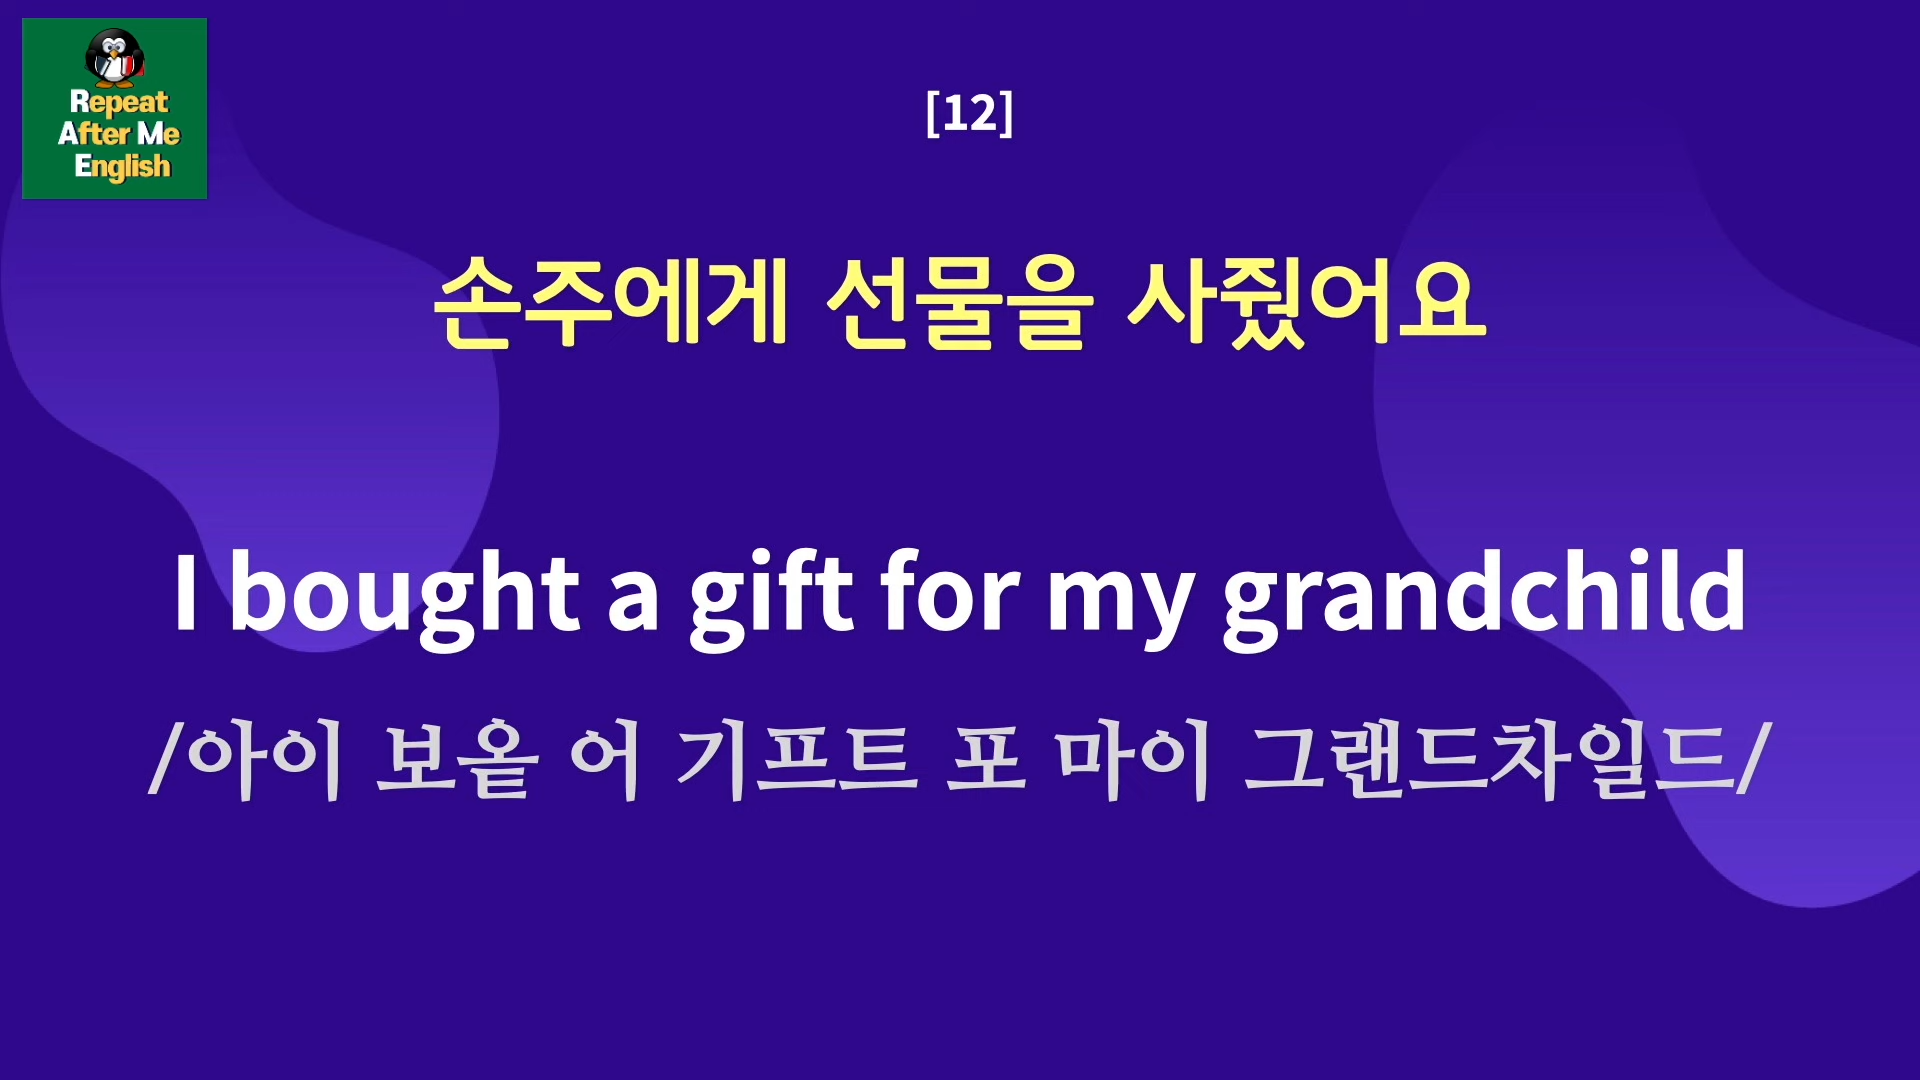 Repeat
After Me
English
[12]
손주에게 선물을 사줬어요
I bought a gift for my grandchild
/아이 보옽 어 기프트 포 마이 그랜드차일드/